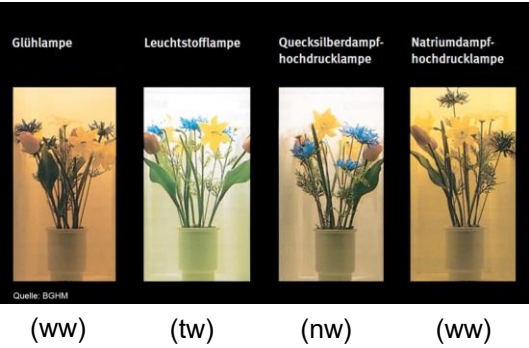 Glühlampe
Leuchtstofflampe
Quecksilberdampf-
hochdrucklampe
Natriumdampf-
hochdrucklampe
Quelle: BGHM
(ww)
(tw)
(nw)
(ww)